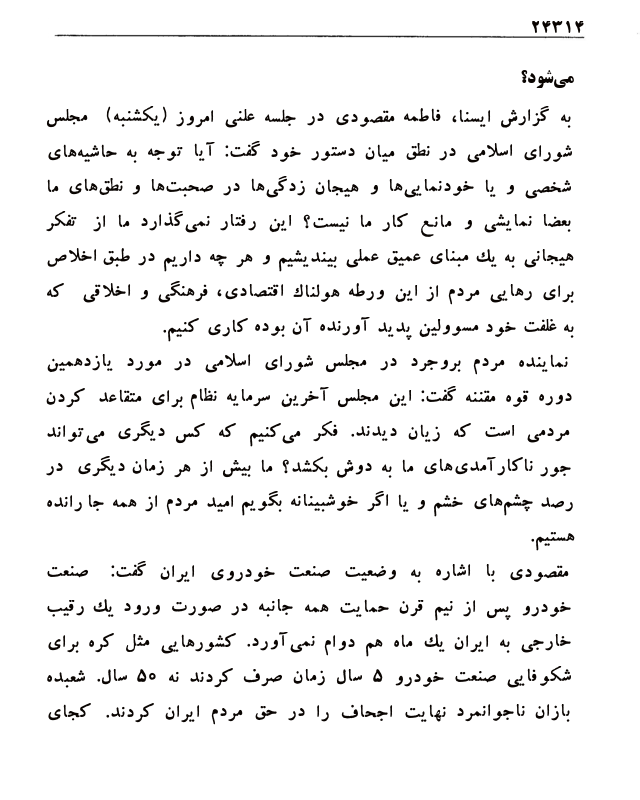 ۲۴۳۱۴
می‌شود؟
به گزارش ایسنا، فاطمه مقصودی در جلسه علنی امروز (یکشنبه) مجلس
شورای اسلامی در نطق میان دستور خود گفت: آیا توجه به حاشیه‌های
شخصی و یا خودنمایی‌ها و هیجان زدگی‌ها در صحبت‌ها و نطق‌های ما
بعضا نمایشی و مانع کار ما نیست؟ این رفتار نمی‌گذارد ما از تفکر
هیجانی به یك مبنای عمیق عملی بیندیشیم و هر چه داریم در طبق اخلاص
برای رهایی مردم از این ورطه هولناك اقتصادی، فرهنگی و اخلاقی که
به غلفت خود مسوولین پدید آورنده آن بوده کاری کنیم.
نماینده مردم بروجرد در مجلس شورای اسلامی در مورد یازدهمین
دوره قوه مقننه گفت: این مجلس آخرین سرمایه نظام برای متقاعد کردن
مردمی است که زیان دیدند. فکر می‌کنیم که کس دیگری می‌تواند
جور ناکارآمدی‌های ما به دوش بکشد؟ ما بیش از هر زمان دیگری در
رصد چشم‌های خشم و یا اگر خوشبینانه بگویم امید مردم از همه جا رانده
هستیم.
مقصودی با اشاره به وضعیت صنعت خودروی ایران گفت: صنعت
خودرو پس از نیم قرن حمایت همه جانبه در صورت ورود یك رقیب
خارجی به ایران یك ماه هم دوام نمی‌آورد. کشورهایی مثل کره برای
شکوفایی صنعت خودرو ۵ سال زمان صرف کردند نه ۵۰ سال. شعبده
بازان ناجوانمرد نهایت اجحاف را در حق مردم ایران کردند. کجای